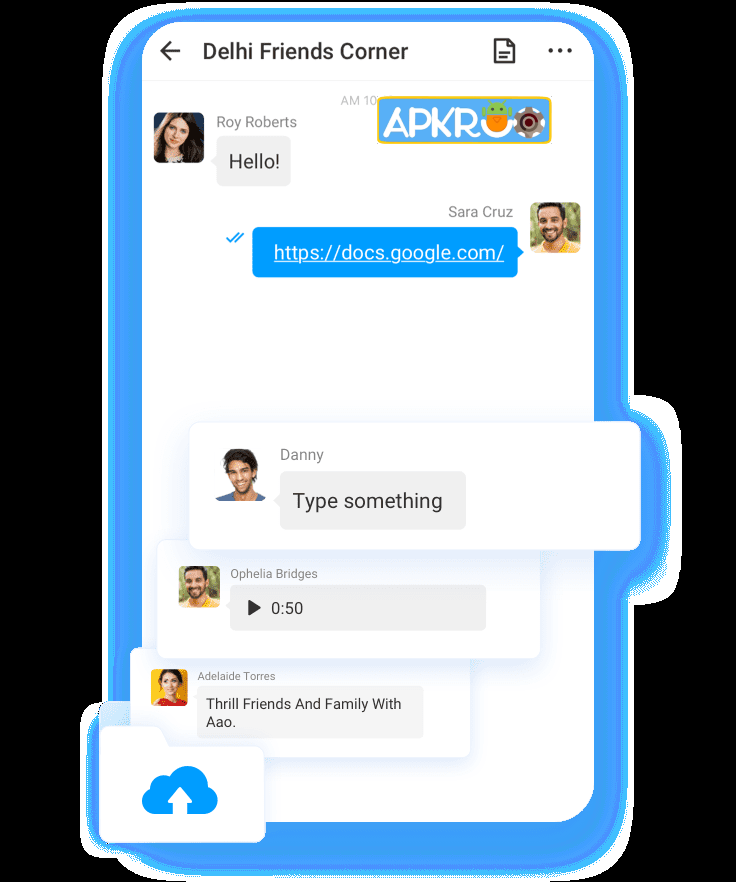 Delhi Friends Corner
AM 10
APKROO
Roy Roberts
Hello!
Sara Cruz
https://docs.google.com/
Danny
Type something
Ophelia Bridges
0:50
Adelaide Torres
Thrill Friends And Family With
Aao.